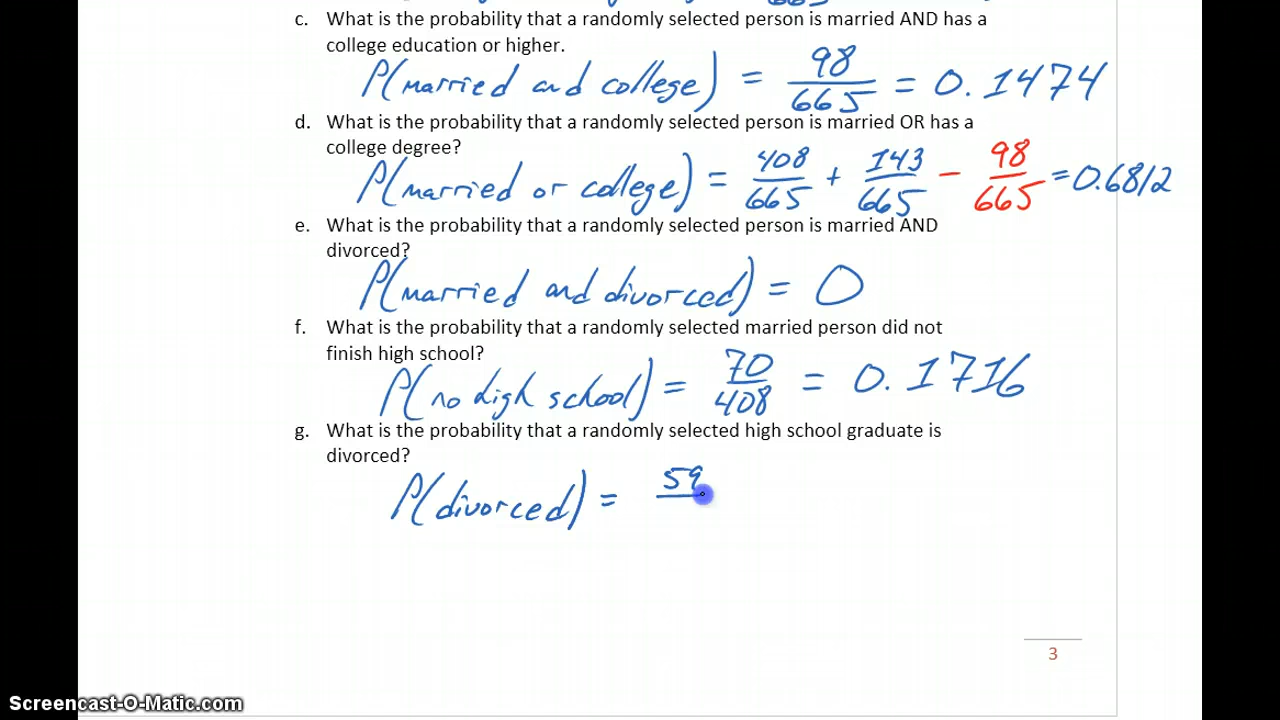 c. What is the probability that a randomly selected person is married AND has a
college education or higher.
P(married and college) = 98/665 = 0.1474
d. What is the probability that a randomly selected person is married OR has a
college degree?
P(married or college) = 408/665 + 143/665 - 98/665 = 0.6812
e. What is the probability that a randomly selected person is married AND
divorced?
P(married and divorced) = 0
f. What is the probability that a randomly selected married person did not
finish high school?
P(no high school) = 70/408 = 0.1716
g. What is the probability that a randomly selected high school graduate is
divorced?
P(divorced) = 59
3
Screencast-O-Matic.com